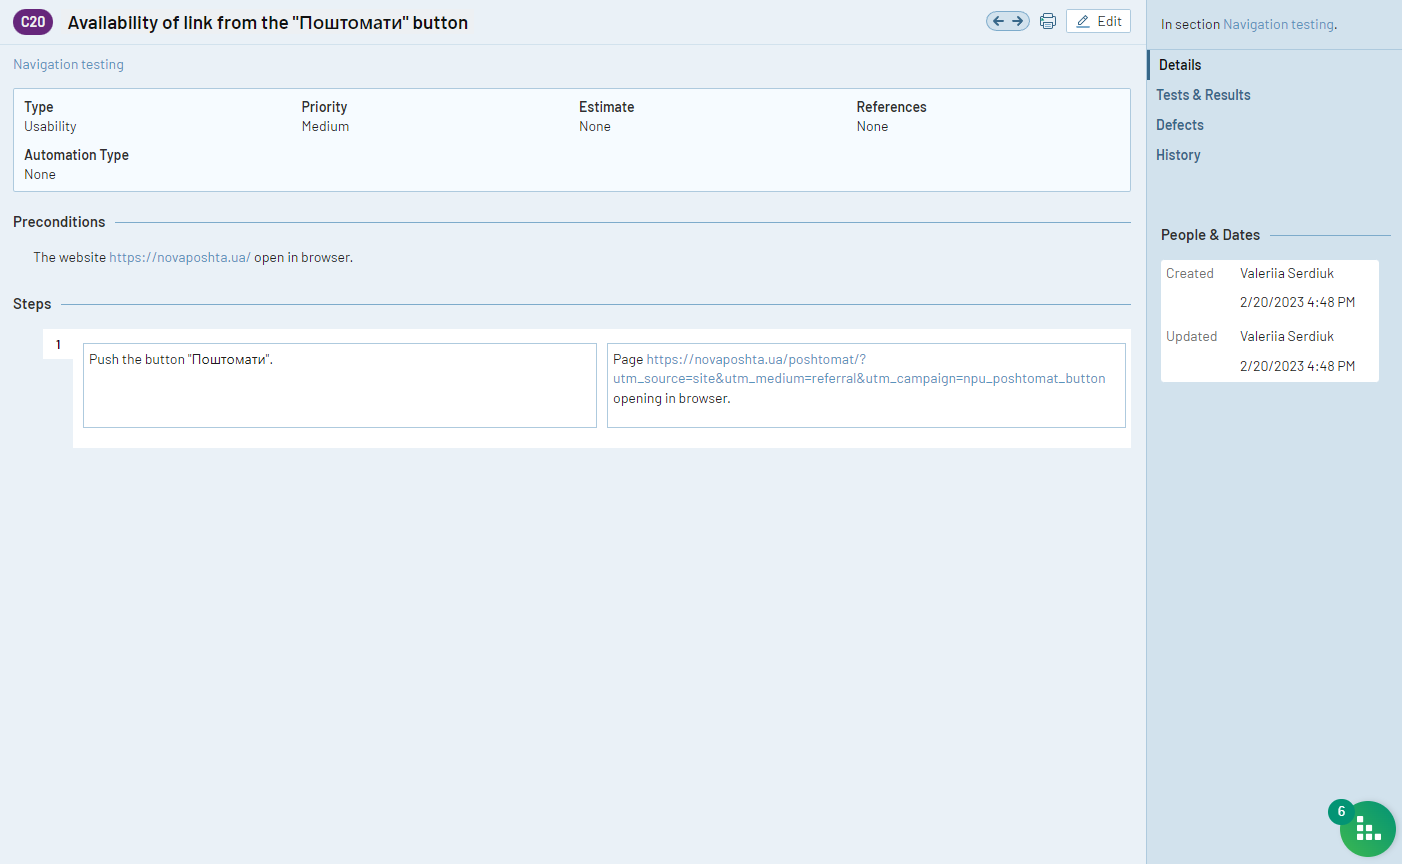 C20
Availability of link from the "Поштомати" button
Edit
Navigation testing
Type
Usability
Priority
Medium
Estimate
None
References
None
Automation Type
None
Preconditions
The website https://novaposhta.ua/ open in browser.
Steps
1
Push the button "Поштомати".
Page https://novaposhta.ua/poshtomat/?
utm_source=site&utm_medium=referral&utm_campaign=npu_poshtomat_button
opening in browser.
In section Navigation testing.
Details
Tests & Results
Defects
History
People & Dates
Created Valeriia Serdiuk
2/20/2023 4:48 PM
Updated Valeriia Serdiuk
2/20/2023 4:48 PM
6